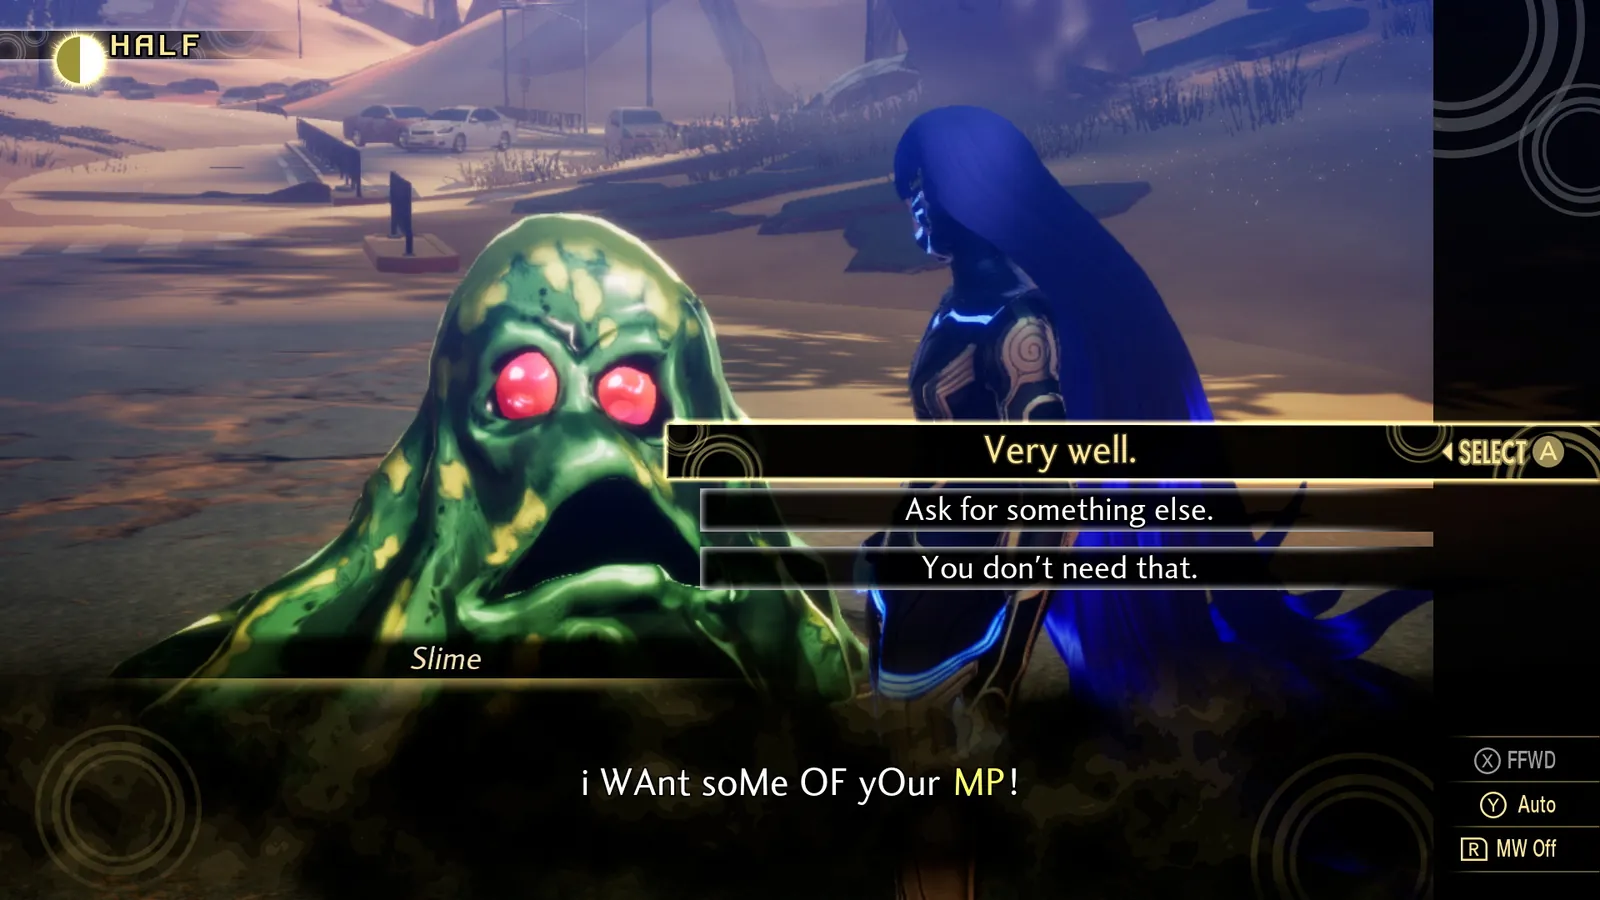 HALF
Very well.
SELECT A
Ask for something else.
You don't need that.
Slime
i WAnt soMe OF yOur MP!
X FFWD
Y Auto
R MW Off